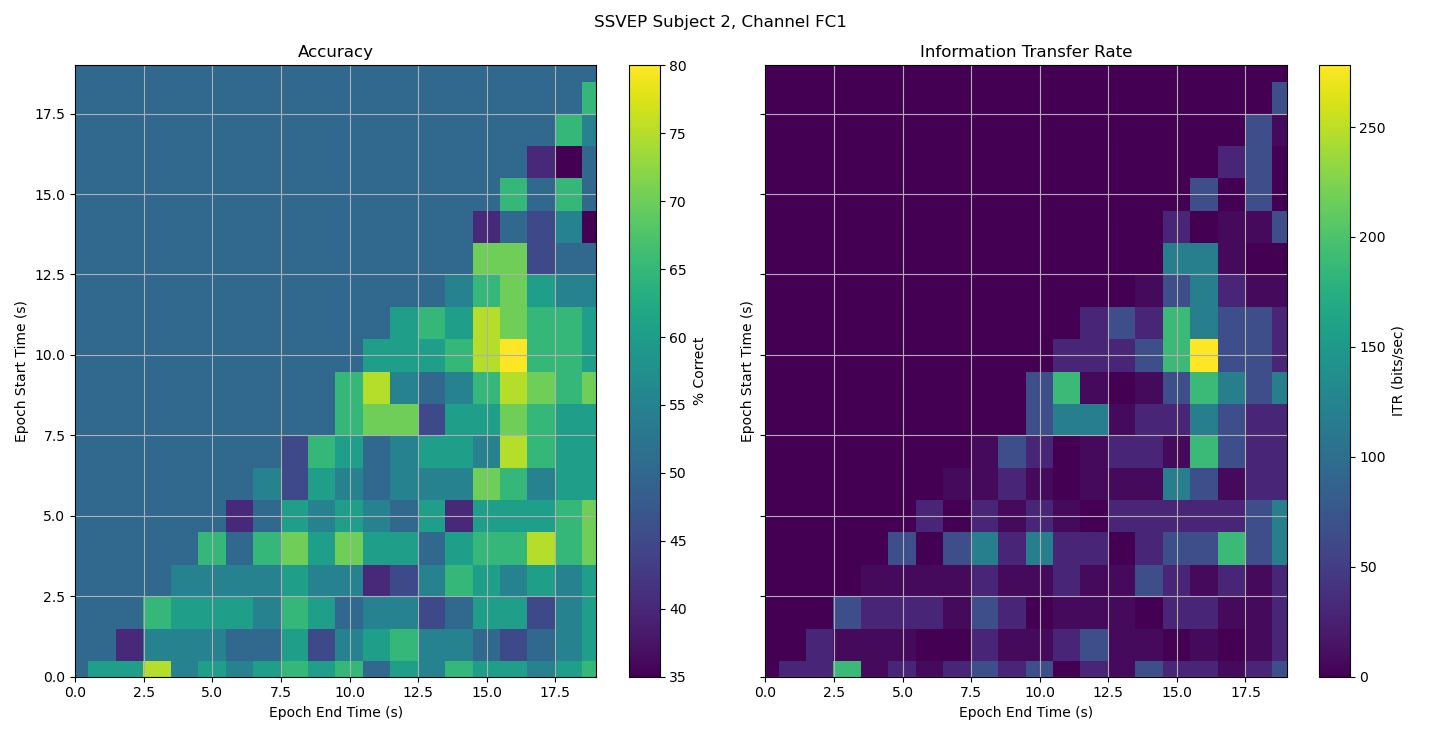 SSVEP Subject 2, Channel FC1
Accuracy
Information Transfer Rate
17.5
15.0
12.5
10.0
7.5
5.0
2.5
0.0
Epoch Start Time (s)
0.0 2.5 5.0 7.5 10.0 12.5 15.0 17.5
Epoch End Time (s)
80
75
70
65
60
55
50
45
40
35
% Correct
Epoch Start Time (s)
0.0 2.5 5.0 7.5 10.0 12.5 15.0 17.5
Epoch End Time (s)
250
200
150
100
50
0
ITR (bits/sec)